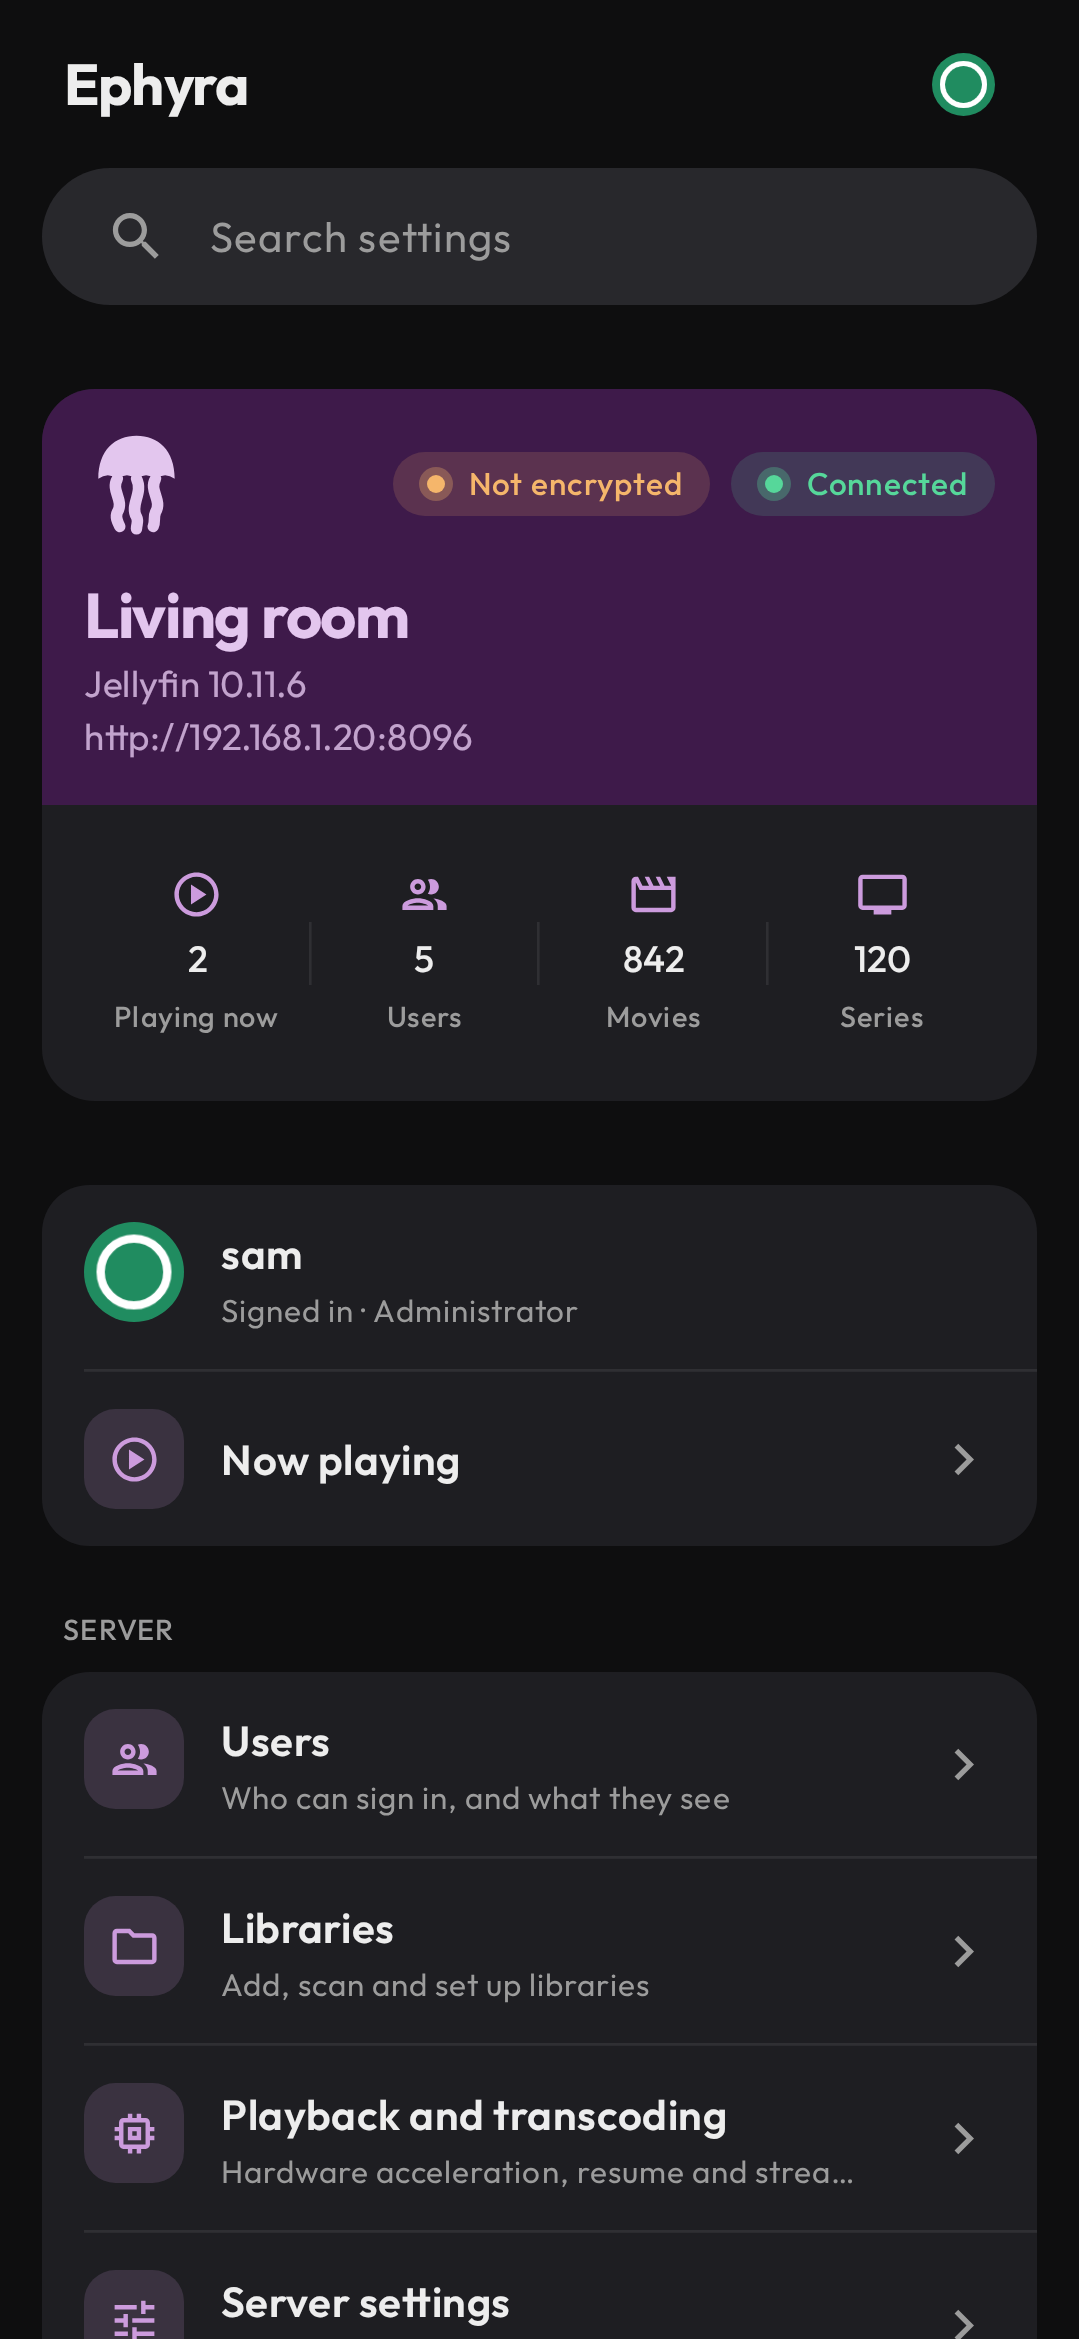 Ephyra
Search settings
Not encrypted
Connected
Living room
Jellyfin 10.11.6
http://192.168.1.20:8096
2
5
842
120
Playing now
Users
Movies
Series
sam
Signed in · Administrator
Now playing
SERVER
Users
Who can sign in, and what they see
Libraries
Add, scan and set up libraries
Playback and transcoding
Hardware acceleration, resume and strea...
Server settings